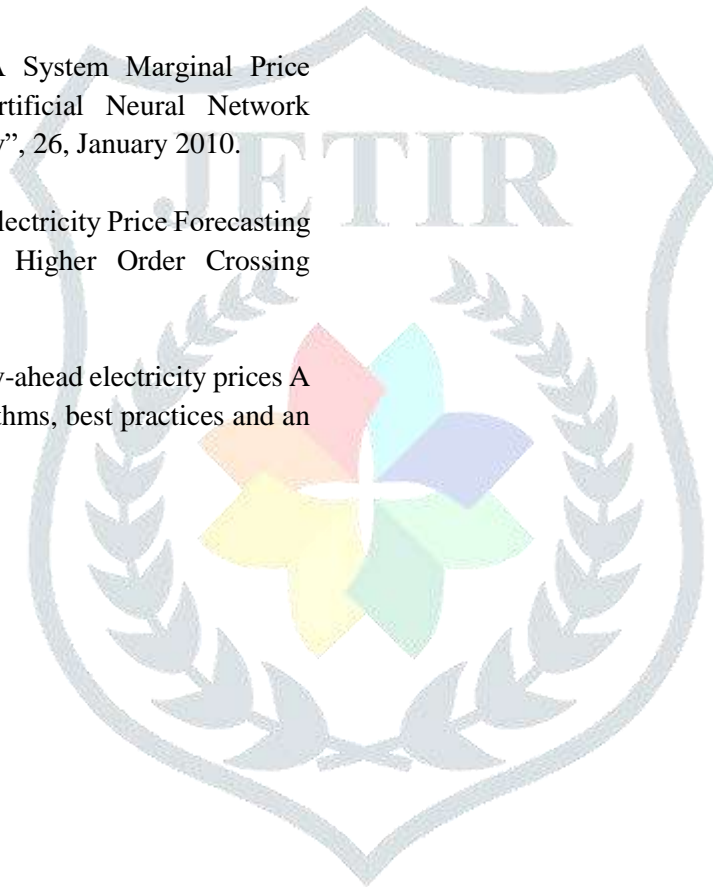 A System Marginal Price
rtificial Neural Network
y”, 26, January 2010.
JETIR
lectricity Price Forecasting
Higher Order Crossing
y-ahead electricity prices A
thms, best practices and an